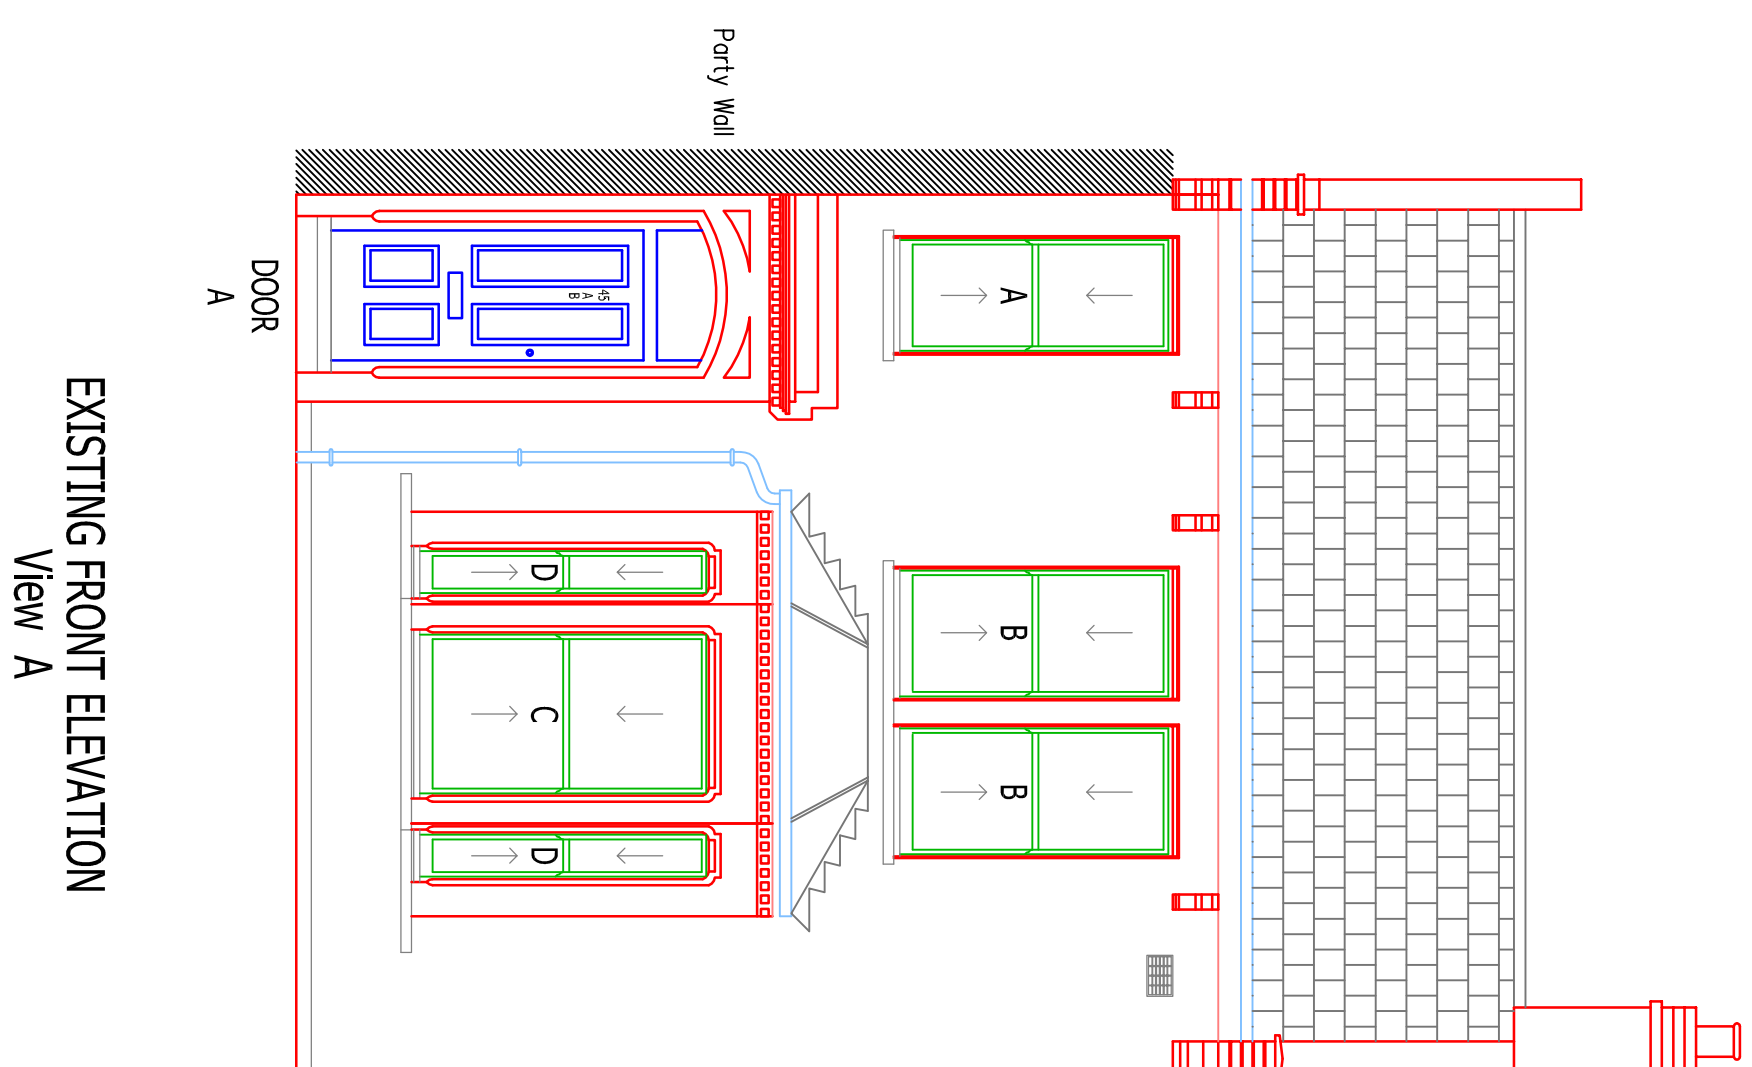 Party Wall
A
B
B
45
A
B
DOOR
A
D
C
D
EXISTING FRONT ELEVATION
View A